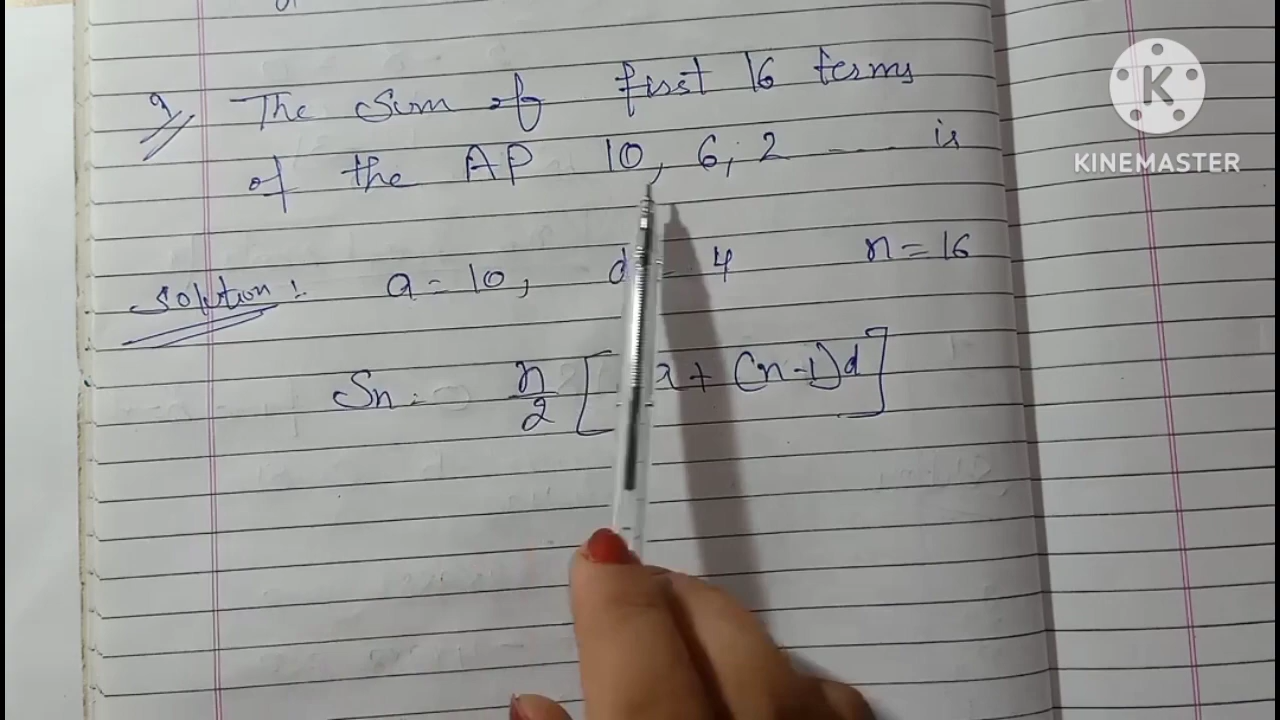 The Sum of first 16 terms
of the AP 10, 6, 2 ---- is
Solution: a = 10, d = 4 n = 16
Sn = n/2 [ a + (n-1)d]
K
KINEMASTER